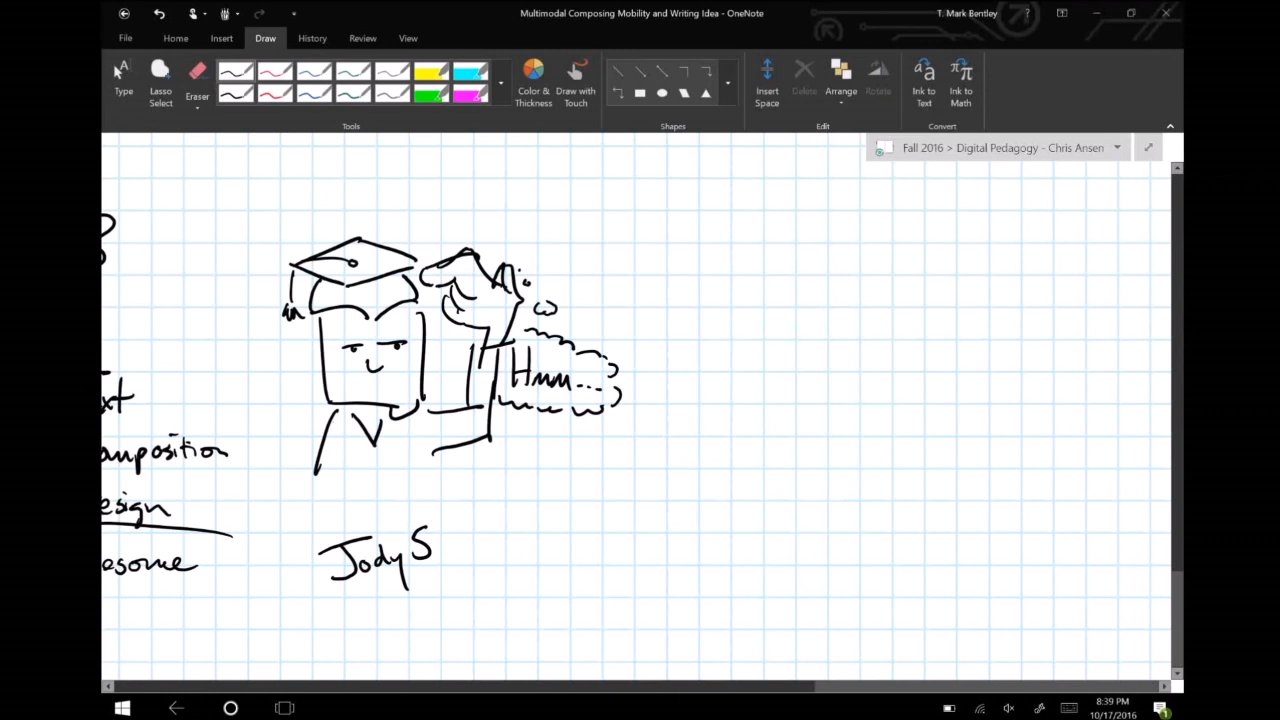 Multimodal Composing Mobility and Writing Idea - OneNote
T. Mark Bentley
?
File Home Insert Draw History Review View
Type
Lasso Select
Eraser
Color & Thickness
Draw with Touch
Insert Space
Delete
Arrange
Rotate
Ink to Text
Ink to Math
Tools
Shapes
Edit
Convert
Fall 2016 > Digital Pedagogy - Chris Ansen
Hmm...
xt
omposition
esign
esome
Jody S
8:39 PM
10/17/2016
1